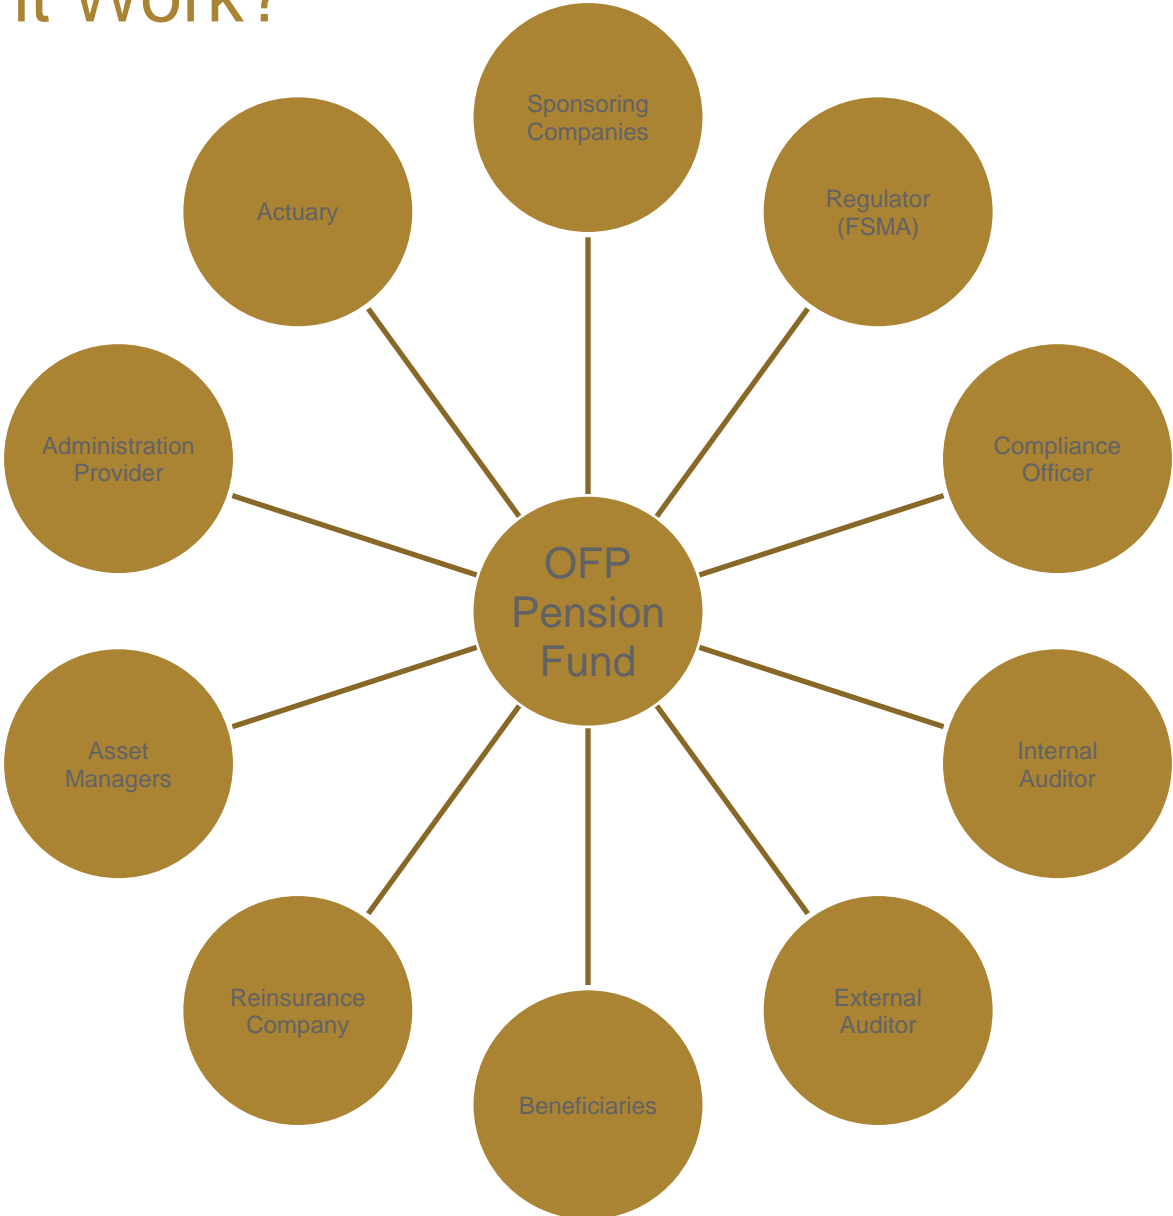 it Work?
Sponsoring
Companies
Regulator
(FSMA)
Compliance
Officer
Internal
Auditor
External
Auditor
Beneficiaries
Reinsurance
Company
Asset
Managers
Administration
Provider
Actuary
OFP
Pension
Fund